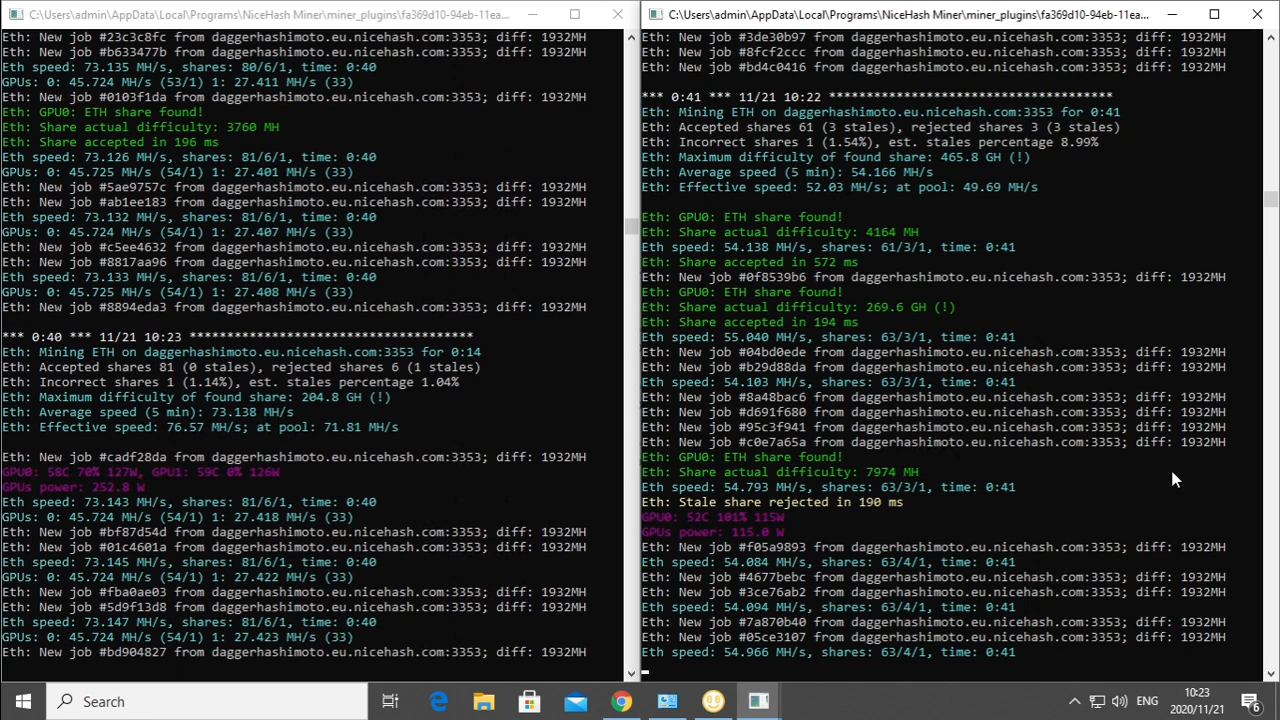 C:\Users\admin\AppData\Local\Programs\NiceHash Miner\miner_plugins\fa369d10-94eb-11ea...
Eth: New job #23c3c8fc from daggerhashimoto.eu.nicehash.com:3353; diff: 1932MH
Eth: New job #b633477b from daggerhashimoto.eu.nicehash.com:3353; diff: 1932MH
Eth speed: 73.135 MH/s, shares: 80/6/1, time: 0:40
GPUs: 0: 45.724 MH/s (53/1) 1: 27.411 MH/s (33)
Eth: New job #0103f1da from daggerhashimoto.eu.nicehash.com:3353; diff: 1932MH
Eth: GPU0: ETH share found!
Eth: Share actual difficulty: 3760 MH
Eth: Share accepted in 196 ms
Eth speed: 73.126 MH/s, shares: 81/6/1, time: 0:40
GPUs: 0: 45.725 MH/s (54/1) 1: 27.401 MH/s (33)
Eth: New job #5ae9757c from daggerhashimoto.eu.nicehash.com:3353; diff: 1932MH
Eth: New job #ab1ee183 from daggerhashimoto.eu.nicehash.com:3353; diff: 1932MH
Eth speed: 73.132 MH/s, shares: 81/6/1, time: 0:40
GPUs: 0: 45.724 MH/s (54/1) 1: 27.407 MH/s (33)
Eth: New job #c5ee4632 from daggerhashimoto.eu.nicehash.com:3353; diff: 1932MH
Eth: New job #8817aa96 from daggerhashimoto.eu.nicehash.com:3353; diff: 1932MH
Eth speed: 73.133 MH/s, shares: 81/6/1, time: 0:40
GPUs: 0: 45.725 MH/s (54/1) 1: 27.408 MH/s (33)
Eth: New job #8894eda3 from daggerhashimoto.eu.nicehash.com:3353; diff: 1932MH
*** 0:40 *** 11/21 10:23 **************************************
Eth: Mining ETH on daggerhashimoto.eu.nicehash.com:3353 for 0:14
Eth: Accepted shares 81 (0 stales), rejected shares 6 (1 stales)
Eth: Incorrect shares 1 (1.14%), est. stales percentage 1.04%
Eth: Maximum difficulty of found share: 204.8 GH (!)
Eth: Average speed (5 min): 73.138 MH/s
Eth: Effective speed: 76.57 MH/s; at pool: 71.81 MH/s
Eth: New job #cadf28da from daggerhashimoto.eu.nicehash.com:3353; diff: 1932MH
GPU0: 58C 70% 127W, GPU1: 59C 0% 126W
GPUs power: 252.8 W
Eth speed: 73.143 MH/s, shares: 81/6/1, time: 0:40
GPUs: 0: 45.724 MH/s (54/1) 1: 27.418 MH/s (33)
Eth: New job #bf87d54d from daggerhashimoto.eu.nicehash.com:3353; diff: 1932MH
Eth: New job #01c4601a from daggerhashimoto.eu.nicehash.com:3353; diff: 1932MH
Eth speed: 73.145 MH/s, shares: 81/6/1, time: 0:40
GPUs: 0: 45.724 MH/s (54/1) 1: 27.422 MH/s (33)
Eth: New job #fba0ae03 from daggerhashimoto.eu.nicehash.com:3353; diff: 1932MH
Eth: New job #5d9f13d8 from daggerhashimoto.eu.nicehash.com:3353; diff: 1932MH
Eth speed: 73.147 MH/s, shares: 81/6/1, time: 0:40
GPUs: 0: 45.724 MH/s (54/1) 1: 27.423 MH/s (33)
Eth: New job #bd904827 from daggerhashimoto.eu.nicehash.com:3353; diff: 1932MH
C:\Users\admin\AppData\Local\Programs\NiceHash Miner\miner_plugins\fa369d10-94eb-11ea...
Eth: New job #3de30b97 from daggerhashimoto.eu.nicehash.com:3353; diff: 1932MH
Eth: New job #8fcf2ccc from daggerhashimoto.eu.nicehash.com:3353; diff: 1932MH
Eth: New job #bd4c0416 from daggerhashimoto.eu.nicehash.com:3353; diff: 1932MH
*** 0:41 *** 11/21 10:22 **************************************
Eth: Mining ETH on daggerhashimoto.eu.nicehash.com:3353 for 0:41
Eth: Accepted shares 61 (3 stales), rejected shares 3 (3 stales)
Eth: Incorrect shares 1 (1.54%), est. stales percentage 8.99%
Eth: Maximum difficulty of found share: 465.8 GH (!)
Eth: Average speed (5 min): 54.166 MH/s
Eth: Effective speed: 52.03 MH/s; at pool: 49.69 MH/s
Eth: GPU0: ETH share found!
Eth: Share actual difficulty: 4164 MH
Eth speed: 54.138 MH/s, shares: 61/3/1, time: 0:41
Eth: Share accepted in 572 ms
Eth: New job #0f8539b6 from daggerhashimoto.eu.nicehash.com:3353; diff: 1932MH
Eth: GPU0: ETH share found!
Eth: Share actual difficulty: 269.6 GH (!)
Eth: Share accepted in 194 ms
Eth speed: 55.040 MH/s, shares: 63/3/1, time: 0:41
Eth: New job #04bd0ede from daggerhashimoto.eu.nicehash.com:3353; diff: 1932MH
Eth: New job #b29d88da from daggerhashimoto.eu.nicehash.com:3353; diff: 1932MH
Eth speed: 54.103 MH/s, shares: 63/3/1, time: 0:41
Eth: New job #8a48bac6 from daggerhashimoto.eu.nicehash.com:3353; diff: 1932MH
Eth: New job #d691f680 from daggerhashimoto.eu.nicehash.com:3353; diff: 1932MH
Eth: New job #95c3f941 from daggerhashimoto.eu.nicehash.com:3353; diff: 1932MH
Eth: New job #c0e7a65a from daggerhashimoto.eu.nicehash.com:3353; diff: 1932MH
Eth: GPU0: ETH share found!
Eth: Share actual difficulty: 7974 MH
Eth speed: 54.793 MH/s, shares: 63/3/1, time: 0:41
Eth: Stale share rejected in 190 ms
GPU0: 52C 101% 115W
GPUs power: 115.0 W
Eth: New job #f05a9893 from daggerhashimoto.eu.nicehash.com:3353; diff: 1932MH
Eth speed: 54.084 MH/s, shares: 63/4/1, time: 0:41
Eth: New job #4677bebc from daggerhashimoto.eu.nicehash.com:3353; diff: 1932MH
Eth: New job #3ce76ab2 from daggerhashimoto.eu.nicehash.com:3353; diff: 1932MH
Eth speed: 54.094 MH/s, shares: 63/4/1, time: 0:41
Eth: New job #7a870b40 from daggerhashimoto.eu.nicehash.com:3353; diff: 1932MH
Eth: New job #05ce3107 from daggerhashimoto.eu.nicehash.com:3353; diff: 1932MH
Eth speed: 54.966 MH/s, shares: 63/4/1, time: 0:41
Search
ENG
10:23
2020/11/21
6